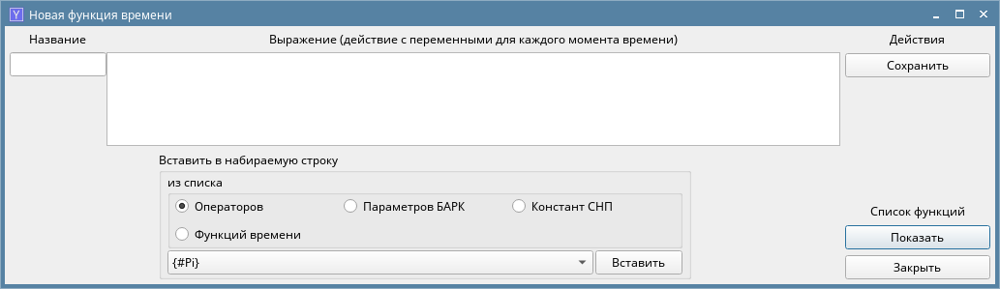 Y Новая функция времени
Название Выражение (действие с переменными для каждого момента времени) Действия
Сохранить
Вставить в набираемую строку
из списка
Операторов Параметров БАРК Констант СНП
Список функций
Функций времени
Показать
{#Pi} Вставить
Закрыть